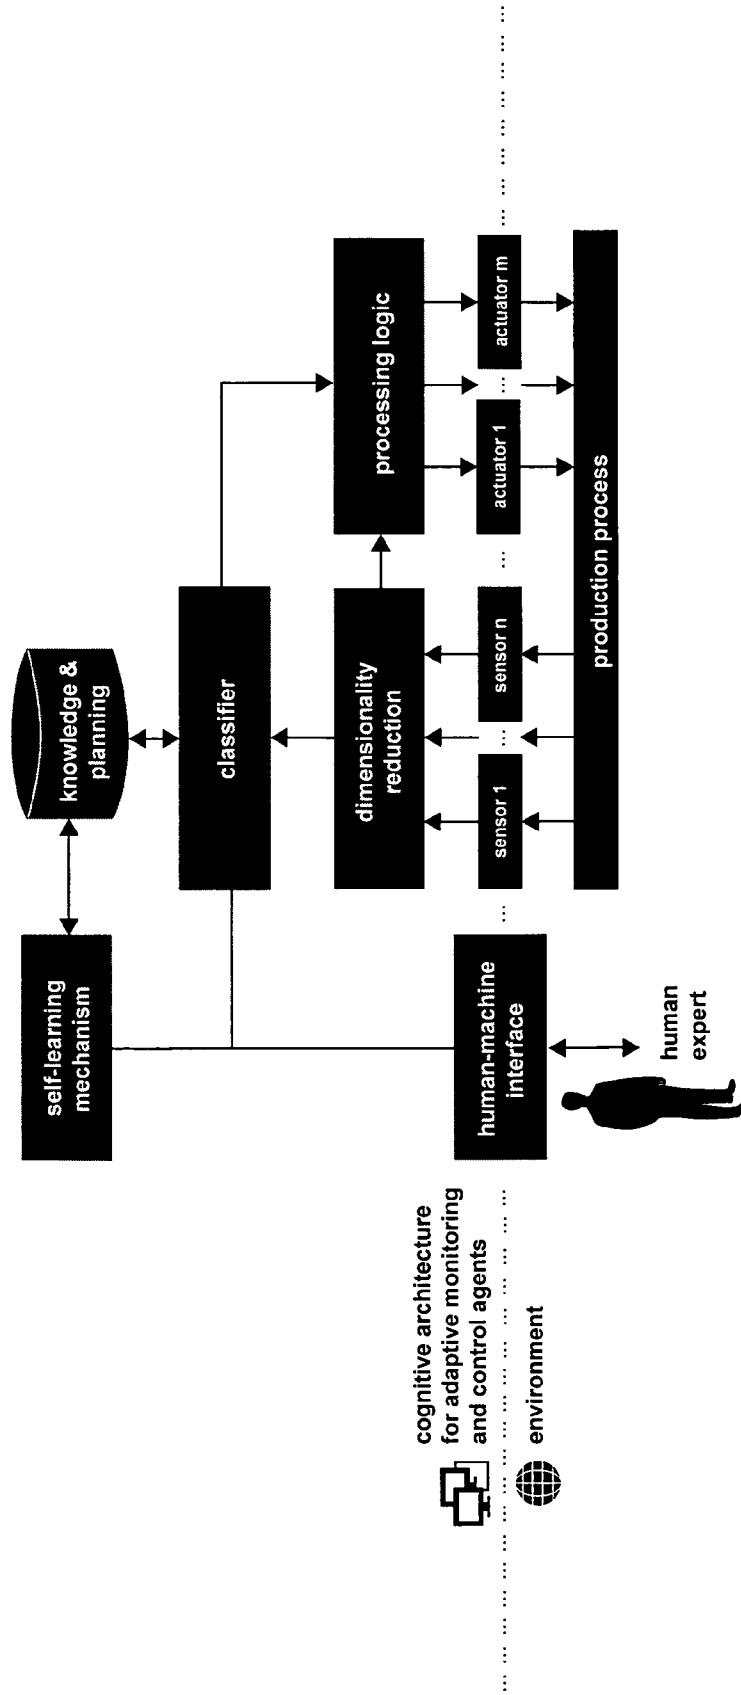 self-learning
mechanism
knowledge &
planning
classifier
dimensionality
reduction
processing logic
human-machine
interface
sensor 1
...
sensor n
...
actuator 1
...
actuator m
production process
human
expert
cognitive architecture
for adaptive monitoring
and control agents
environment